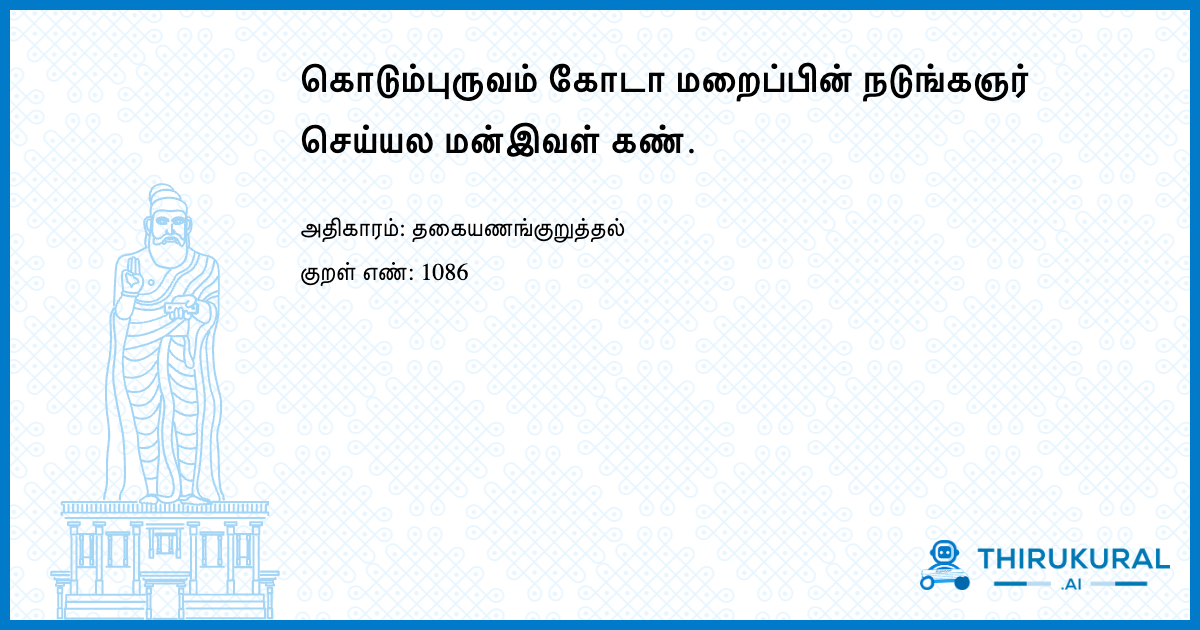 கொடும்புருவம் கோடா மறைப்பின் நடுங்கஞர்
செய்யல மன்இவள் கண்.
அதிகாரம்: தகையணங்குறுத்தல்
குறள் எண்: 1086
THIRUKURAL
.AI